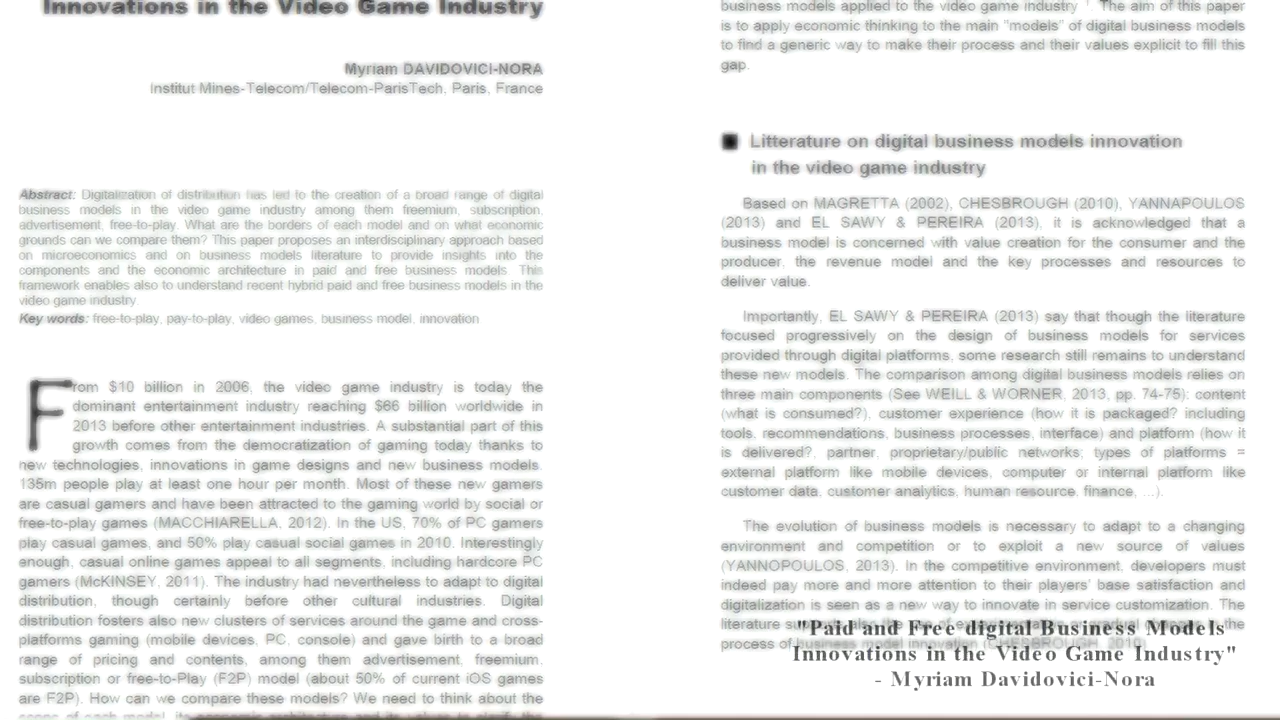 Innovations in the Video Game Industry
Myriam DAVIDOVICI-NORA
Institut Mines-Telecom/Telecom-ParisTech, Paris, France
Abstract: Digitalization of distribution has led to the creation of a broad range of digital
business models in the video game industry among them freemium, subscription,
advertisement, free-to-play. What are the borders of each model and on what economic
grounds can we compare them? This paper proposes an interdisciplinary approach based
on microeconomics and on business models literature to provide insights into the
components and the economic architecture in paid and free business models. This
framework enables also to understand recent hybrid paid and free business models in the
video game industry.
Key words: free-to-play, pay-to-play, video games, business model, innovation
From $10 billion in 2006, the video game industry is today the
dominant entertainment industry reaching $66 billion worldwide in
2013 before other entertainment industries. A substantial part of this
growth comes from the democratization of gaming today thanks to
new technologies, innovations in game designs and new business models.
135m people play at least one hour per month. Most of these new gamers
are casual gamers and have been attracted to the gaming world by social or
free-to-play games (MACCHIARELLA, 2012). In the US, 70% of PC gamers
play casual games, and 50% play casual social games in 2010. Interestingly
enough, casual online games appeal to all segments, including hardcore PC
gamers (McKINSEY, 2011). The industry had nevertheless to adapt to digital
distribution, though certainly before other cultural industries. Digital
distribution fosters also new clusters of services around the game and cross-
platforms gaming (mobile devices, PC, console) and gave birth to a broad
range of pricing and contents, among them advertisement, freemium,
subscription or free-to-Play (F2P) model (about 50% of current iOS games
are F2P). How can we compare these models? We need to think about the
scope of each model, its economic architecture and its values to clarify the
business models applied to the video game industry 1. The aim of this paper
is to apply economic thinking to the main "models" of digital business models
to find a generic way to make their process and their values explicit to fill this
gap.
■ Litterature on digital business models innovation
in the video game industry
Based on MAGRETTA (2002), CHESBROUGH (2010), YANNAPOULOS
(2013) and EL SAWY & PEREIRA (2013), it is acknowledged that a
business model is concerned with value creation for the consumer and the
producer, the revenue model and the key processes and resources to
deliver value.
Importantly, EL SAWY & PEREIRA (2013) say that though the literature
focused progressively on the design of business models for services
provided through digital platforms, some research still remains to understand
these new models. The comparison among digital business models relies on
three main components (See WEILL & WORNER, 2013, pp. 74-75): content
(what is consumed?), customer experience (how it is packaged? including
tools, recommendations, business processes, interface) and platform (how it
is delivered?, partner, proprietary/public networks; types of platforms =
external platform like mobile devices, computer or internal platform like
customer data, customer analytics, human resource, finance, ...).
The evolution of business models is necessary to adapt to a changing
environment and competition or to exploit a new source of values
(YANNOPOULOS, 2013). In the competitive environment, developers must
indeed pay more and more attention to their players' base satisfaction and
digitalization is seen as a new way to innovate in service customization. The
literature also the
process of business model innovation (CHESBROUGH, 2010).
"Paid and Free digital Business Models
Innovations in the Video Game Industry"
- Myriam Davidovici-Nora